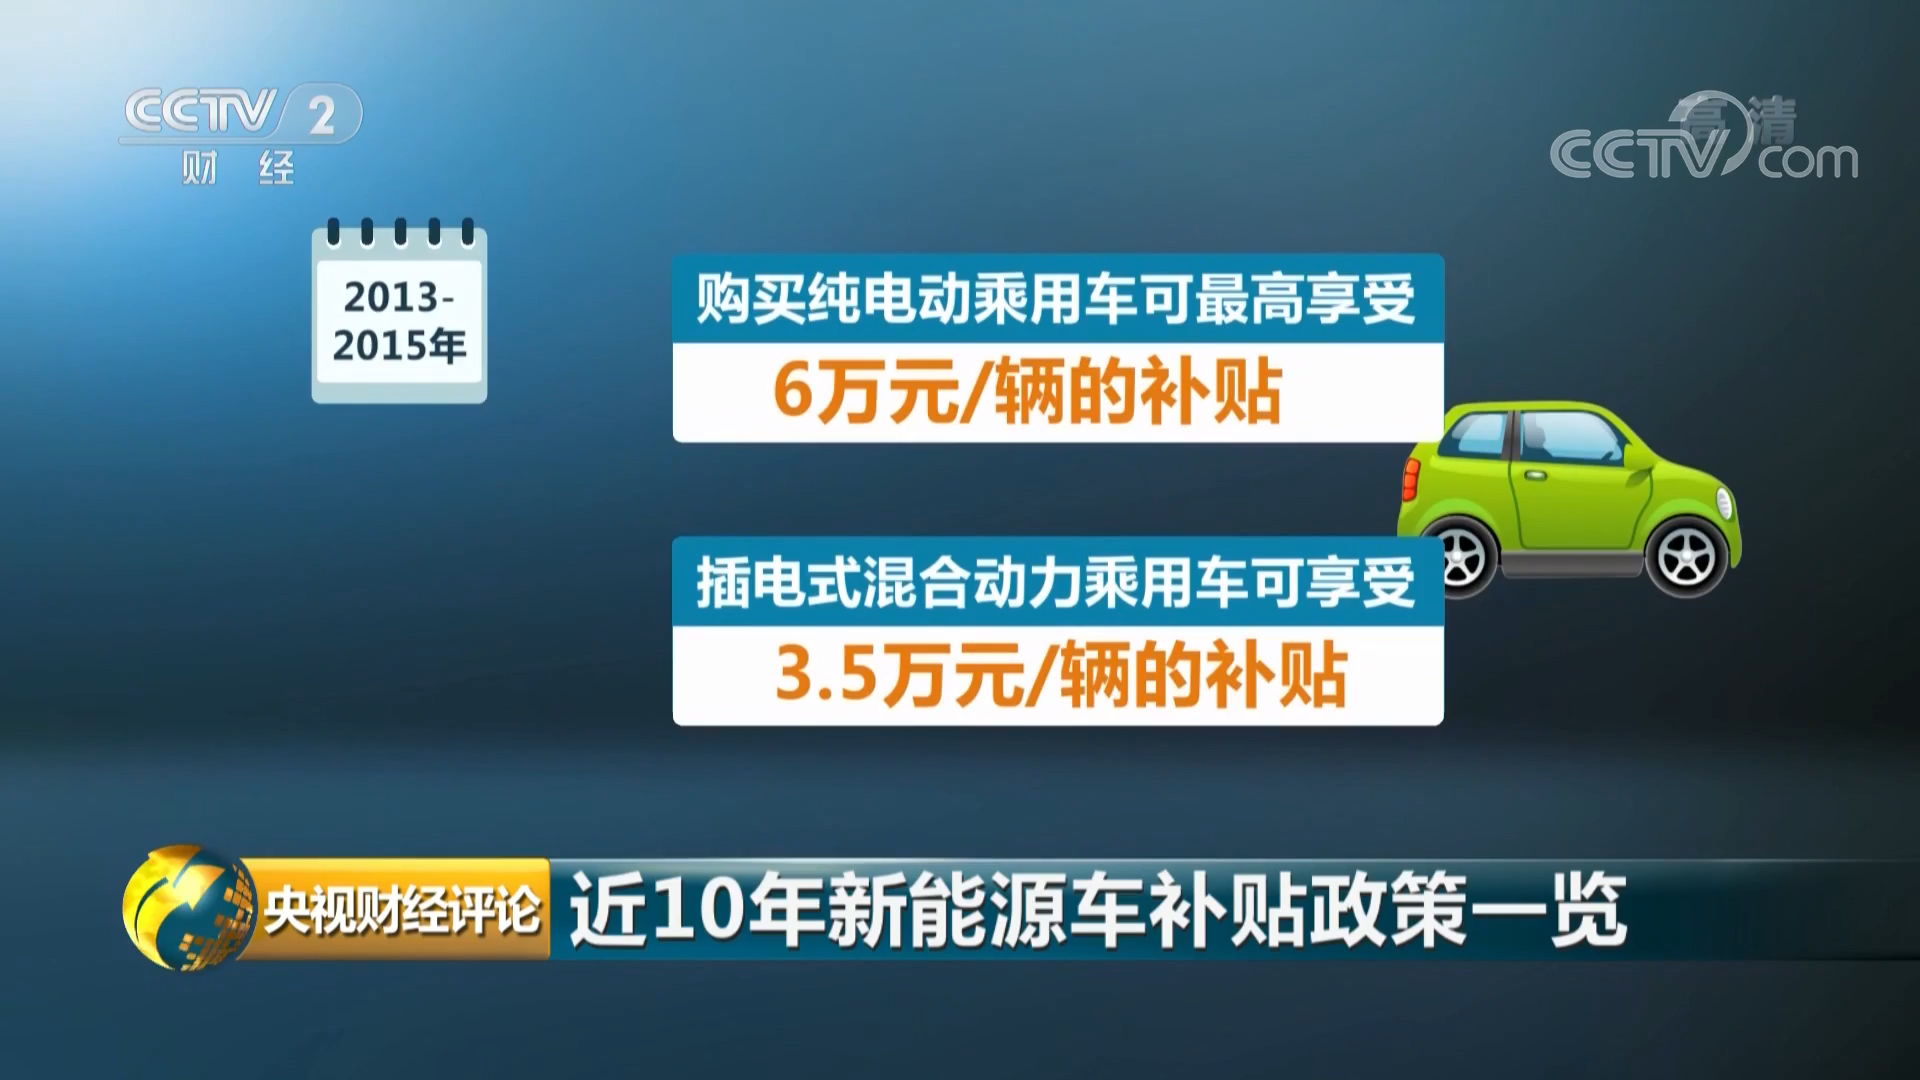 CCTV 2
财 经
高清
CCTV com
2013-
2015年
购买纯电动乘用车可最高享受
6万元/辆的补贴
插电式混合动力乘用车可享受
3.5万元/辆的补贴
央视财经评论
近10年新能源车补贴政策一览